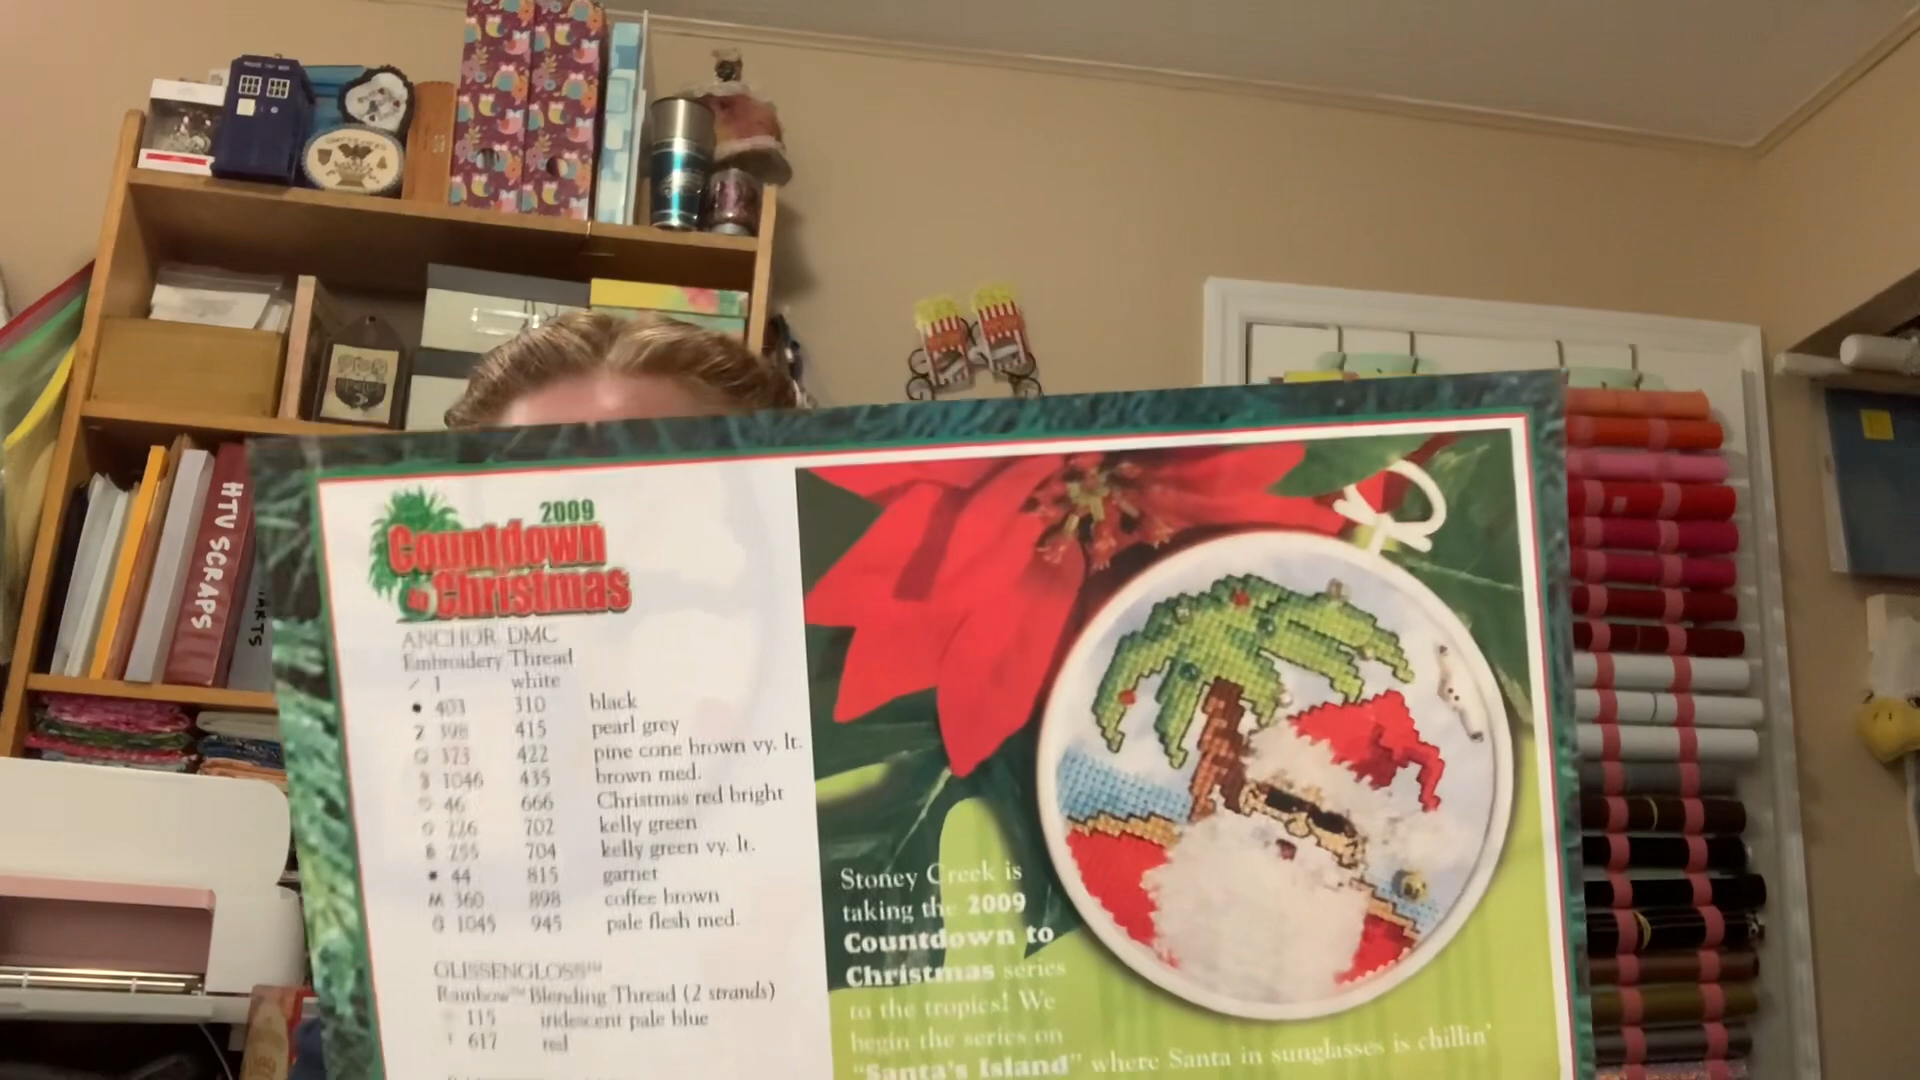 HTV SCRAPS
2009
Countdown
to Christmas
ANCHOR DMC
Embroidery Thread
1 white
403 310 black
398 415 pearl grey
373 422 pine cone brown vy. lt.
1046 435 brown med.
46 666 Christmas red bright
226 702 kelly green
255 704 kelly green vy. lt.
44 815 garnet
M 360 898 coffee brown
1045 945 pale flesh med.
GLISSENGLOSS™
Rainbow™ Blending Thread (2 strands)
115 iridescent pale blue
617 red
Stoney Creek is
taking the 2009
Countdown to
Christmas series
to the tropics! We
begin the series on
"Santa's Island" where Santa in sunglasses is chillin'